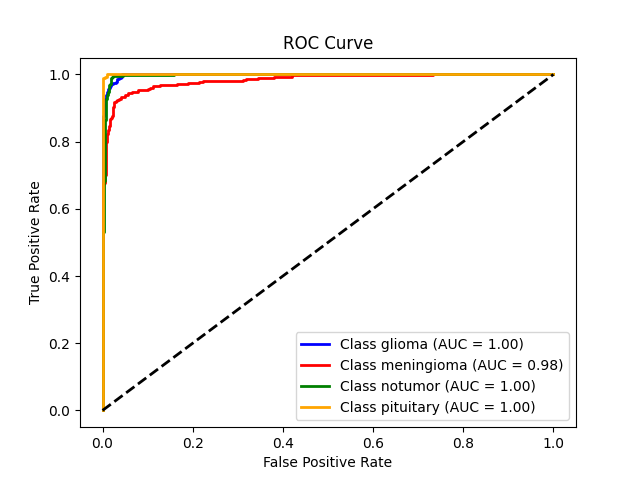 ROC Curve
1.0
0.8
0.6
0.4
0.2
0.0
True Positive Rate
Class glioma (AUC = 1.00)
Class meningioma (AUC = 0.98)
Class notumor (AUC = 1.00)
Class pituitary (AUC = 1.00)
0.0 0.2 0.4 0.6 0.8 1.0
False Positive Rate